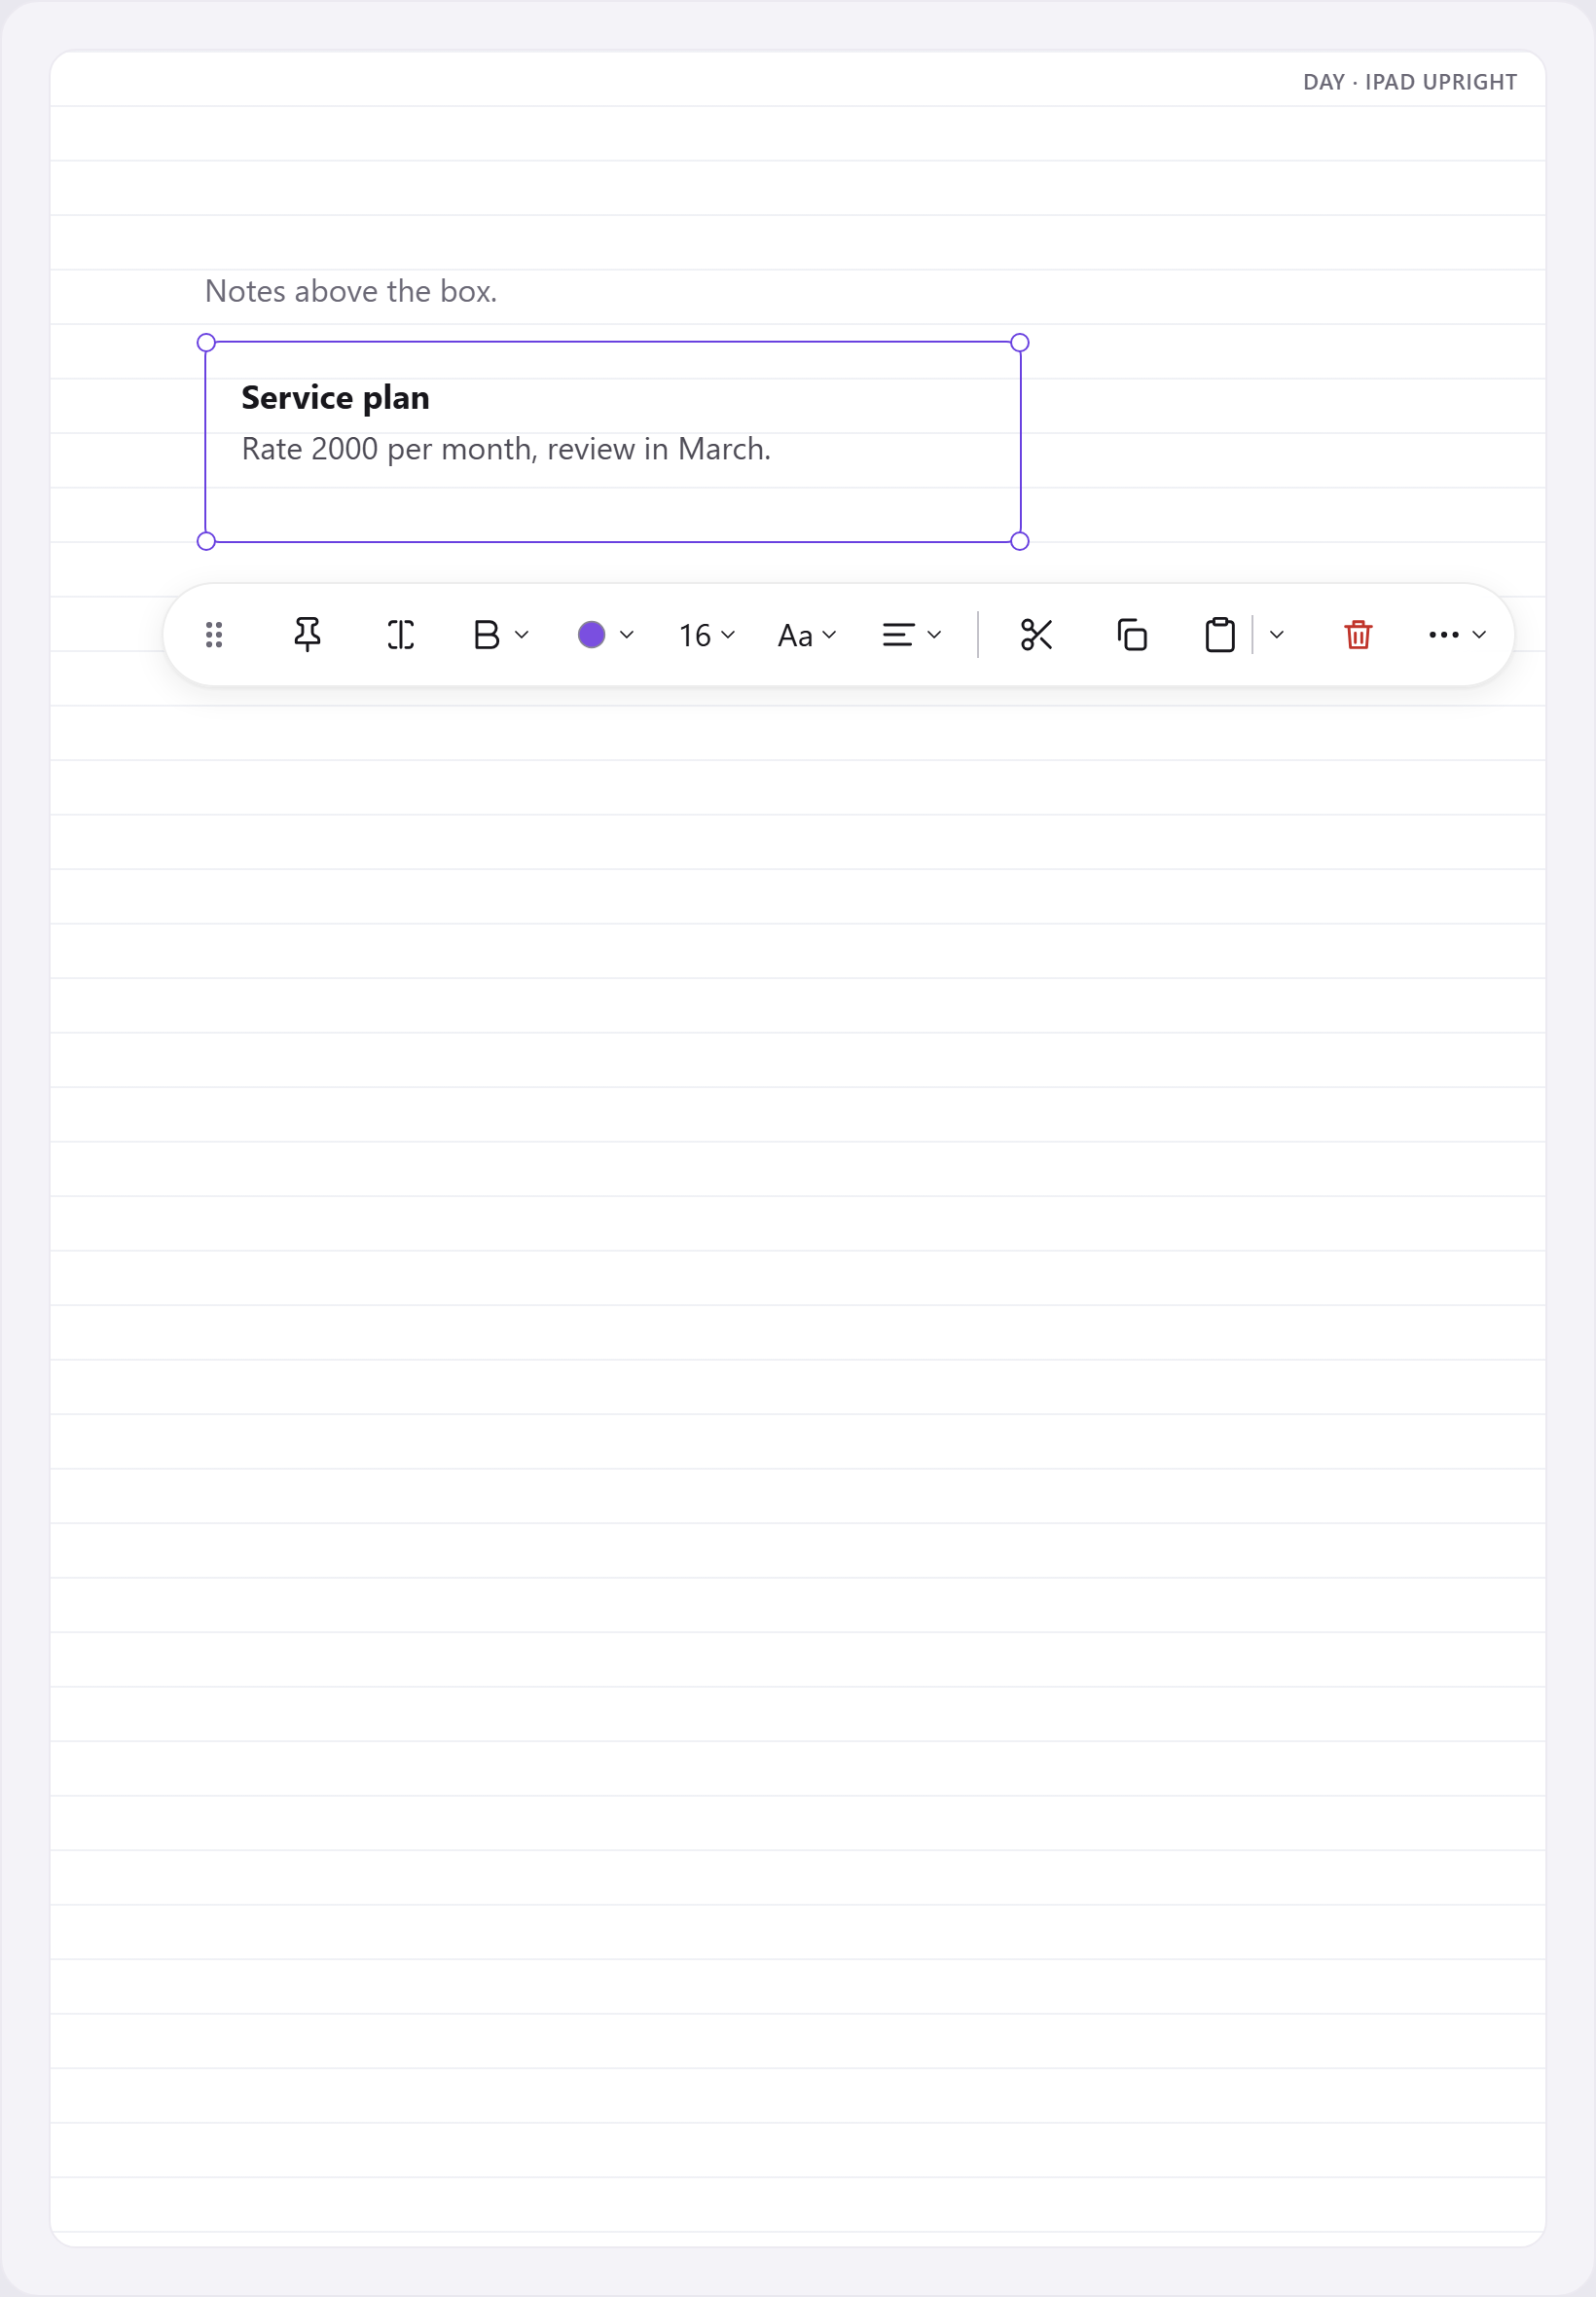 DAY · IPAD UPRIGHT
Notes above the box.
Service plan
Rate 2000 per month, review in March.
B 16 Aa